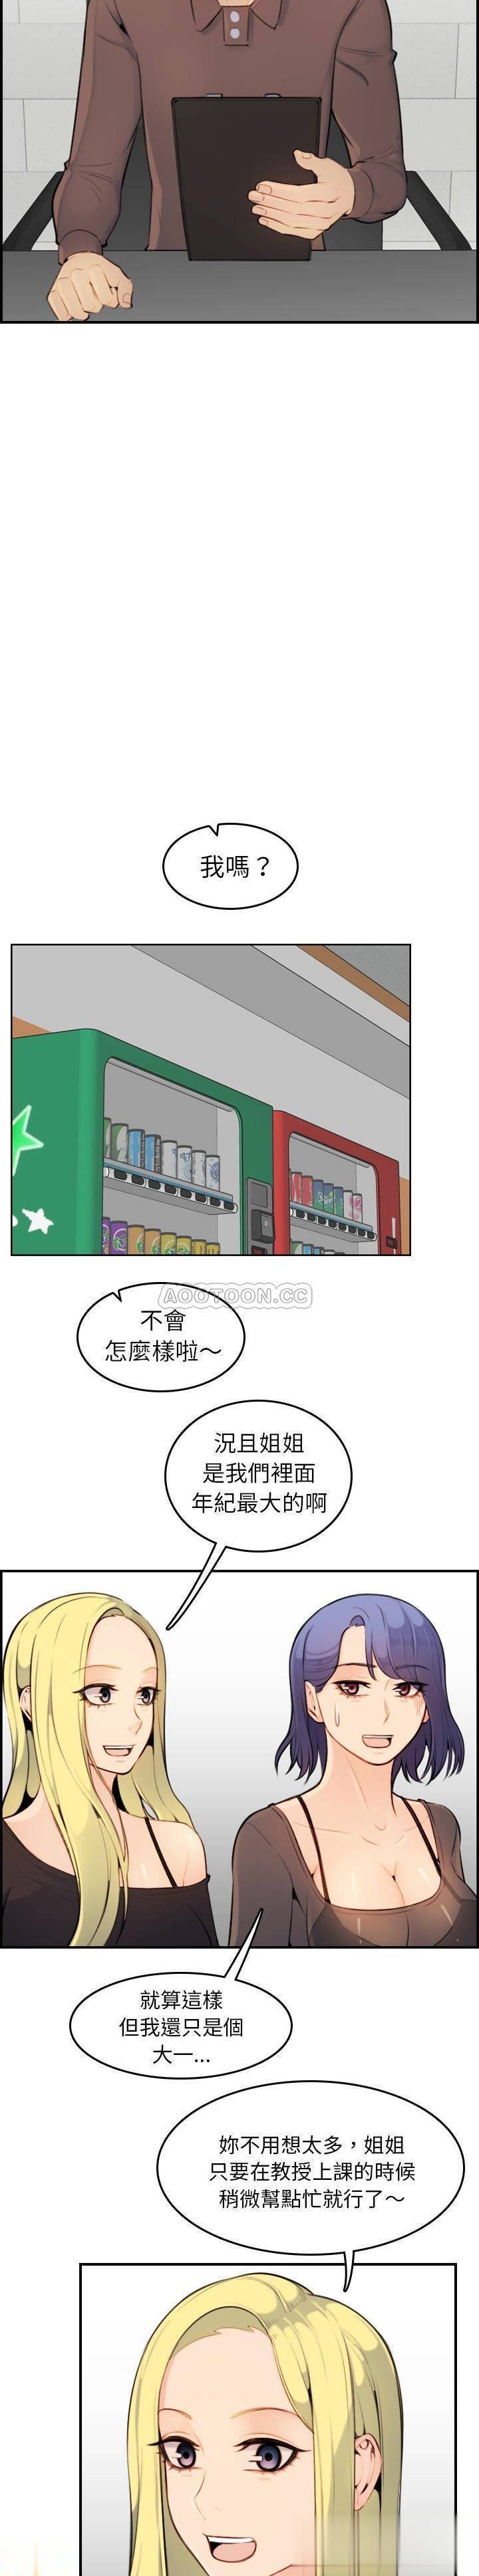 我嗎？
AOOTOON.CC
不會
怎麼樣啦～
況且姐姐
是我們裡面
年紀最大的啊
就算這樣
但我還只是個
大一...
妳不用想太多，姐姐
只要在教授上課的時候
稍微幫點忙就行了～